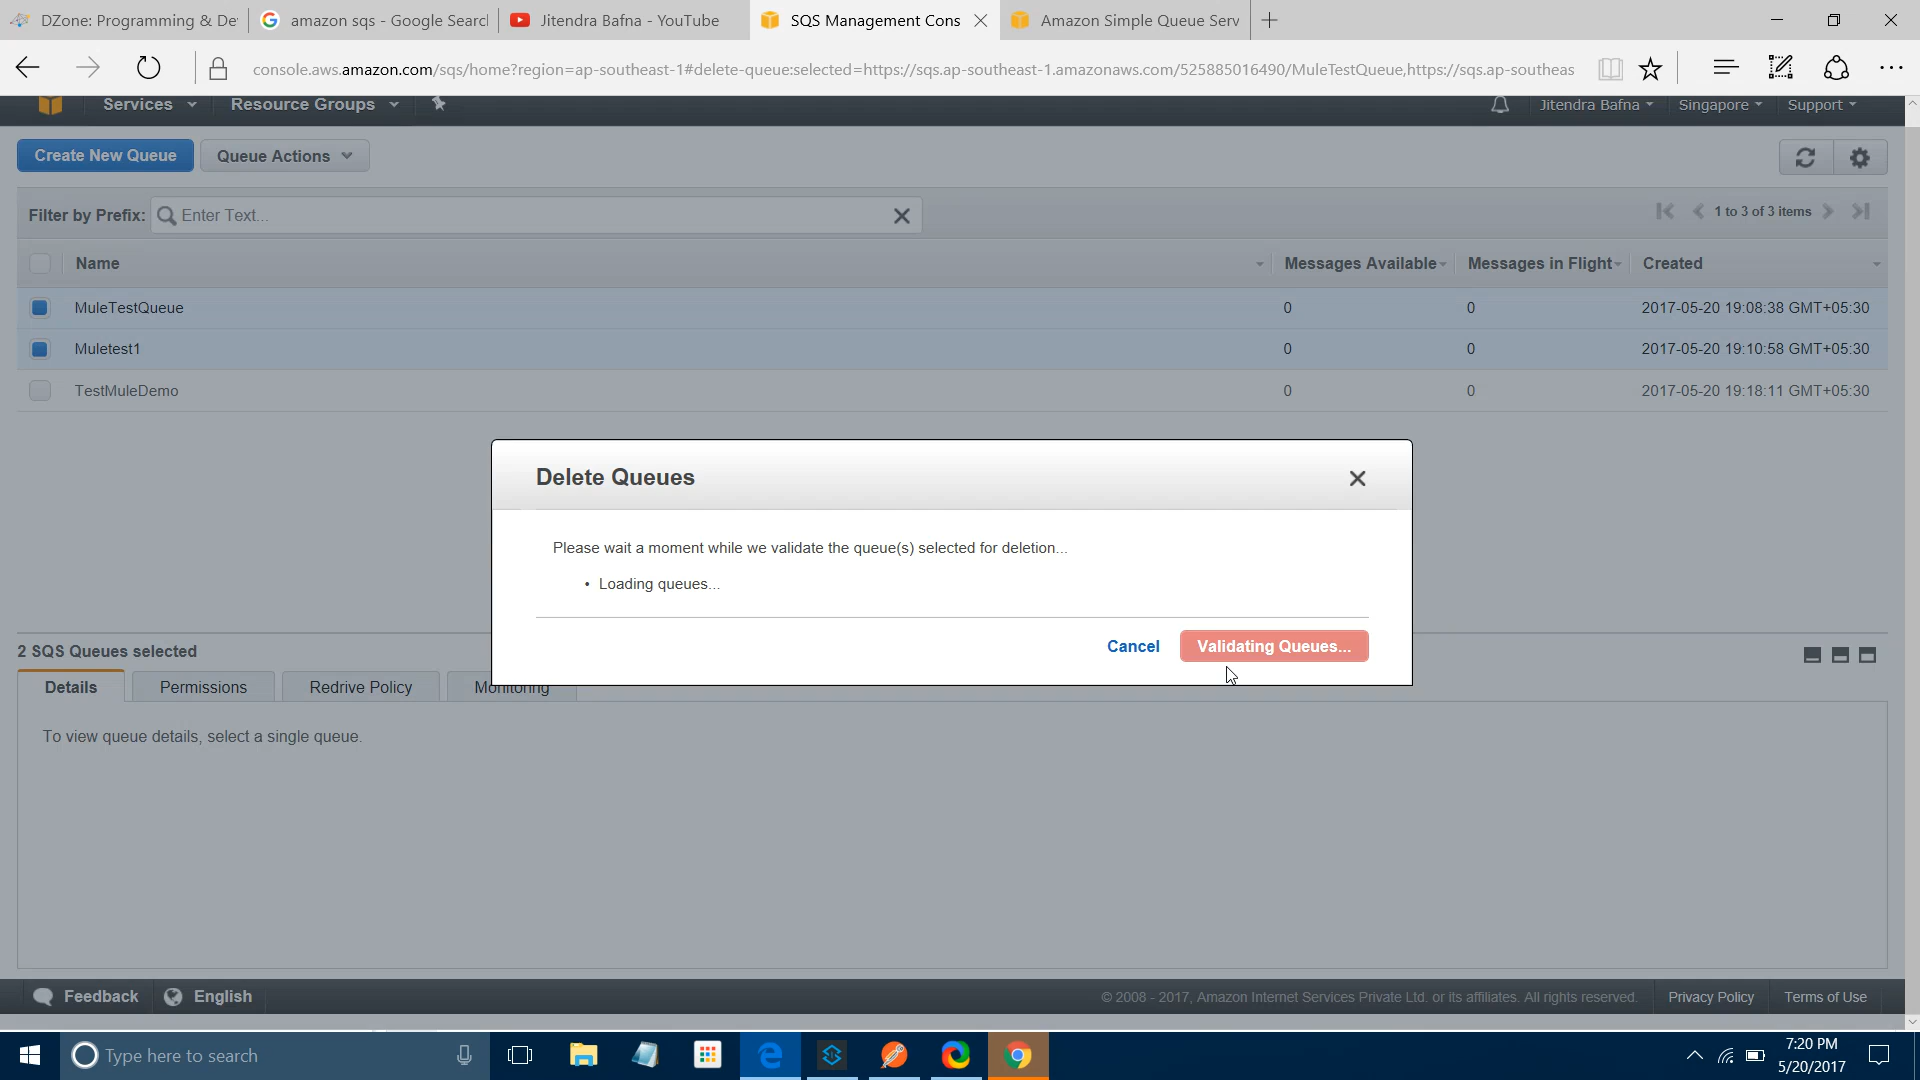 DZone: Programming & De
amazon sqs - Google Search
Jitendra Bafna - YouTube
SQS Management Cons
Amazon Simple Queue Serv
console.aws.amazon.com/sqs/home?region=ap-southeast-1#delete-queue:selected=https://sqs.ap-southeast-1.amazonaws.com/525885016490/MuleTestQueue,https://sqs.ap-southeas
Services
Resource Groups
Jitendra Bafna
Singapore
Support
Create New Queue
Queue Actions
Filter by Prefix:
Enter Text...
1 to 3 of 3 items
Name
Messages Available
Messages in Flight
Created
MuleTestQueue 0 0 2017-05-20 19:08:38 GMT+05:30
Muletest1 0 0 2017-05-20 19:10:58 GMT+05:30
TestMuleDemo 0 0 2017-05-20 19:18:11 GMT+05:30
Delete Queues
Please wait a moment while we validate the queue(s) selected for deletion...
• Loading queues...
Cancel
Validating Queues...
2 SQS Queues selected
Details
Permissions
Redrive Policy
Monitoring
To view queue details, select a single queue.
Feedback
English
© 2008 - 2017, Amazon Internet Services Private Ltd. or its affiliates. All rights reserved.
Privacy Policy
Terms of Use
Type here to search
7:20 PM
5/20/2017